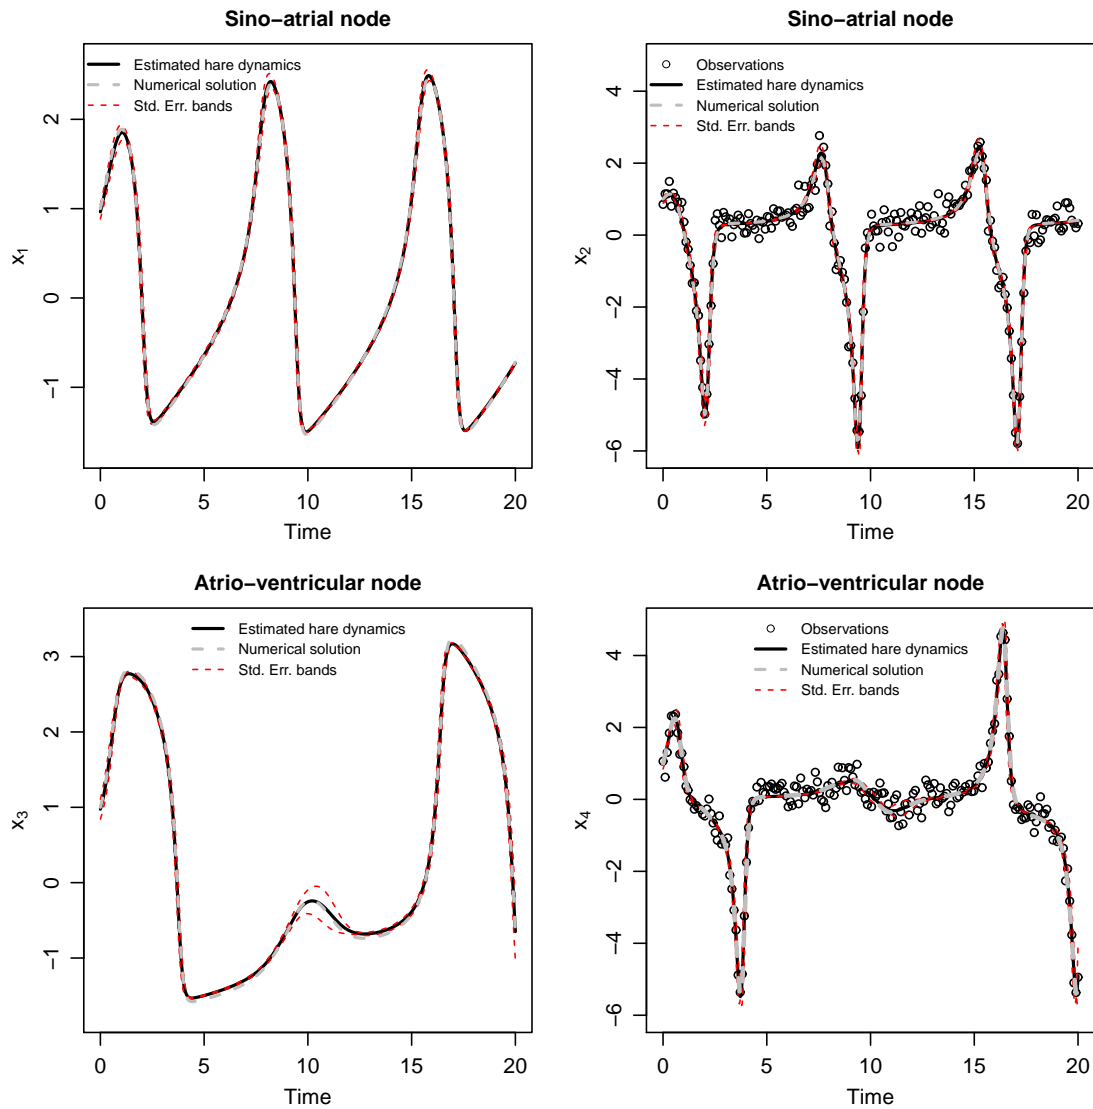 Sino−atrial node
Estimated hare dynamics
Numerical solution
Std. Err. bands
x1
2
1
0
−1
0 5 10 15 20
Time
Sino−atrial node
Observations
Estimated hare dynamics
Numerical solution
Std. Err. bands
x2
4
2
0
−2
−4
−6
0 5 10 15 20
Time
Atrio−ventricular node
Estimated hare dynamics
Numerical solution
Std. Err. bands
x3
3
2
1
0
−1
0 5 10 15 20
Time
Atrio−ventricular node
Observations
Estimated hare dynamics
Numerical solution
Std. Err. bands
x4
4
2
0
−2
−4
−6
0 5 10 15 20
Time